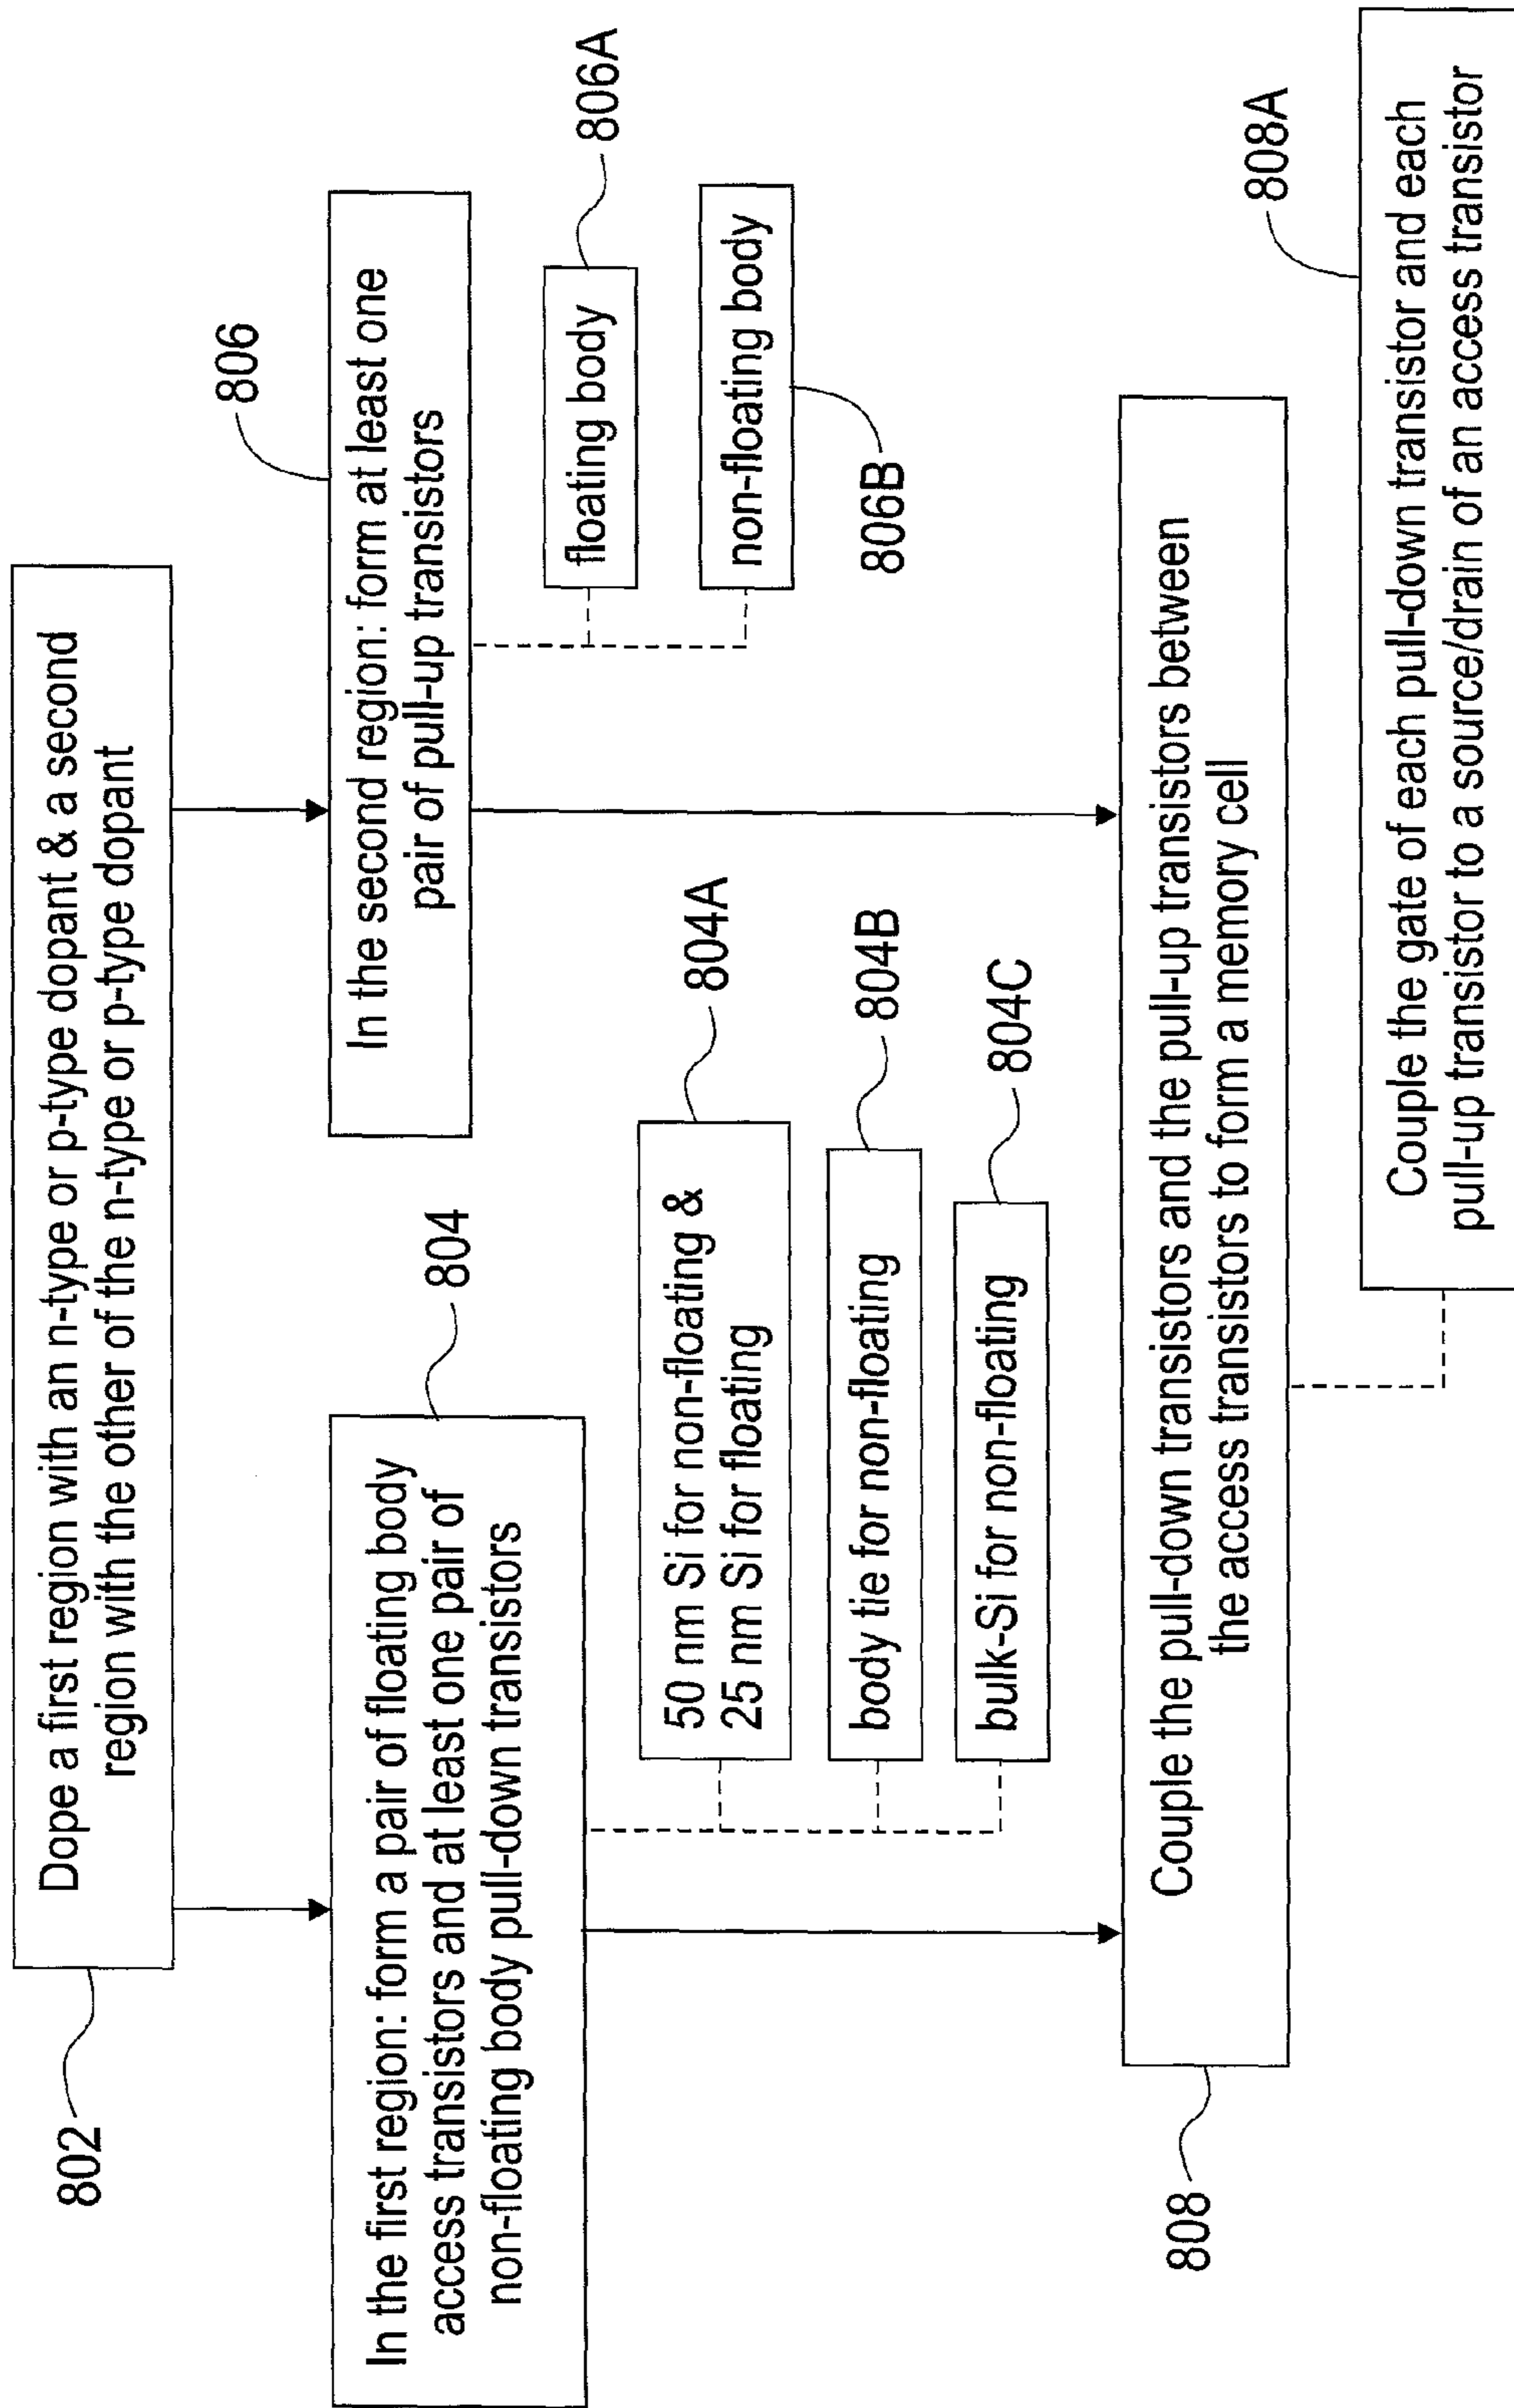 802
Dope a first region with an n-type or p-type dopant & a second
region with the other of the n-type or p-type dopant
804
In the first region: form a pair of floating body
access transistors and at least one pair of
non-floating body pull-down transistors
804A
50 nm Si for non-floating &
25 nm Si for floating
804B
body tie for non-floating
804C
bulk-Si for non-floating
806
In the second region: form at least one
pair of pull-up transistors
806A
floating body
non-floating body
806B
808
Couple the pull-down transistors and the pull-up transistors between
the access transistors to form a memory cell
808A
Couple the gate of each pull-down transistor and each
pull-up transistor to a source/drain of an access transistor